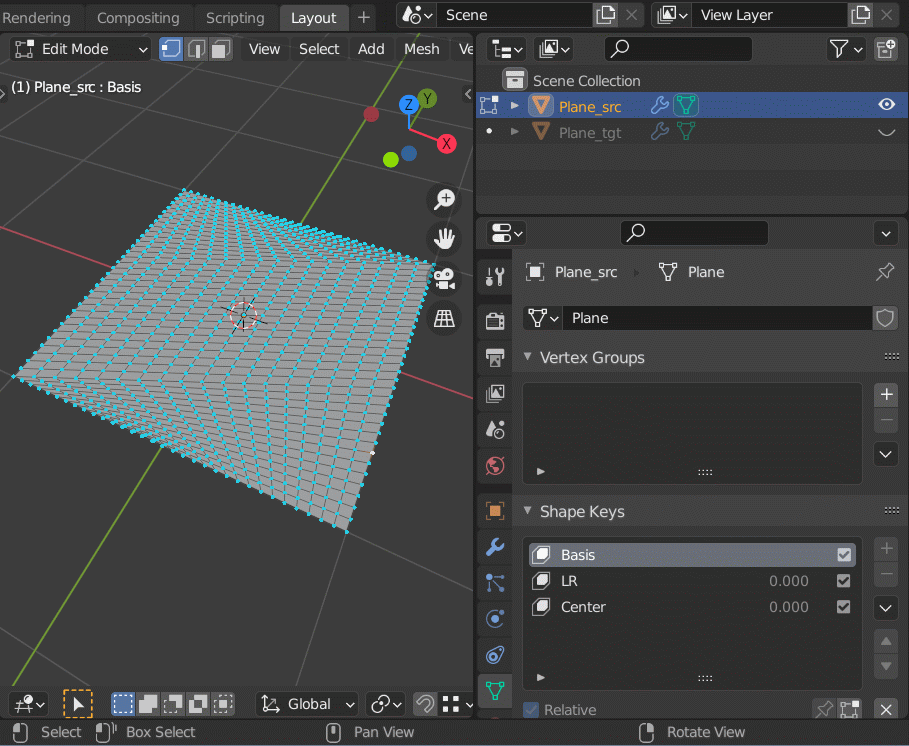 Rendering Compositing Scripting Layout + Scene View Layer
Edit Mode View Select Add Mesh Ve
(1) Plane_src : Basis
Scene Collection
Plane_src
Plane_tgt
Z Y
X
Plane_src Plane
Plane
Vertex Groups
Shape Keys
Basis
LR 0.000
Center 0.000
Global
Relative
Select Box Select Pan View Rotate View